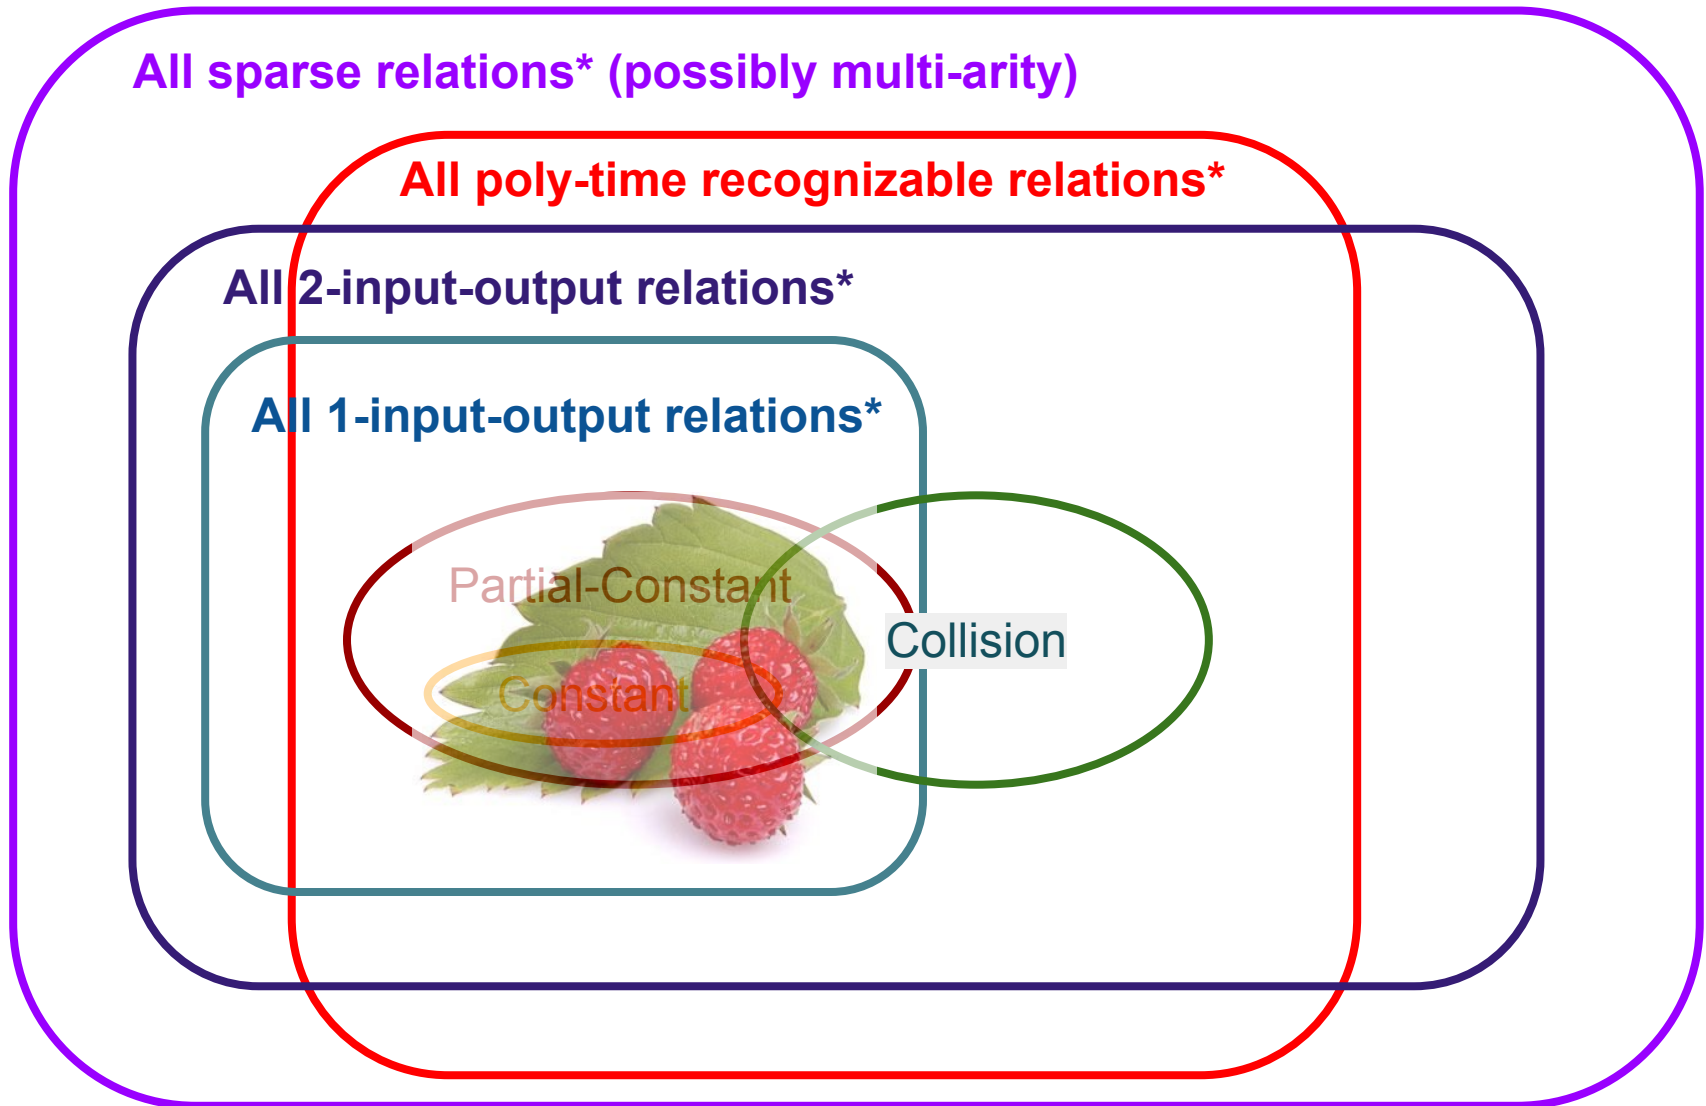 All sparse relations* (possibly multi-arity)
All poly-time recognizable relations*
All 2-input-output relations*
All 1-input-output relations*
Partial-Constant
Collision
Constant